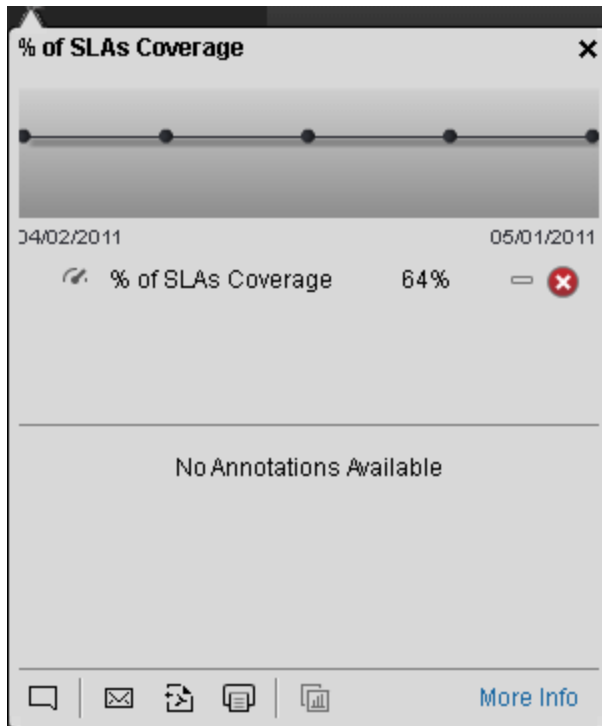 % of SLAs Coverage
04/02/2011 05/01/2011
% of SLAs Coverage 64%
No Annotations Available
More Info